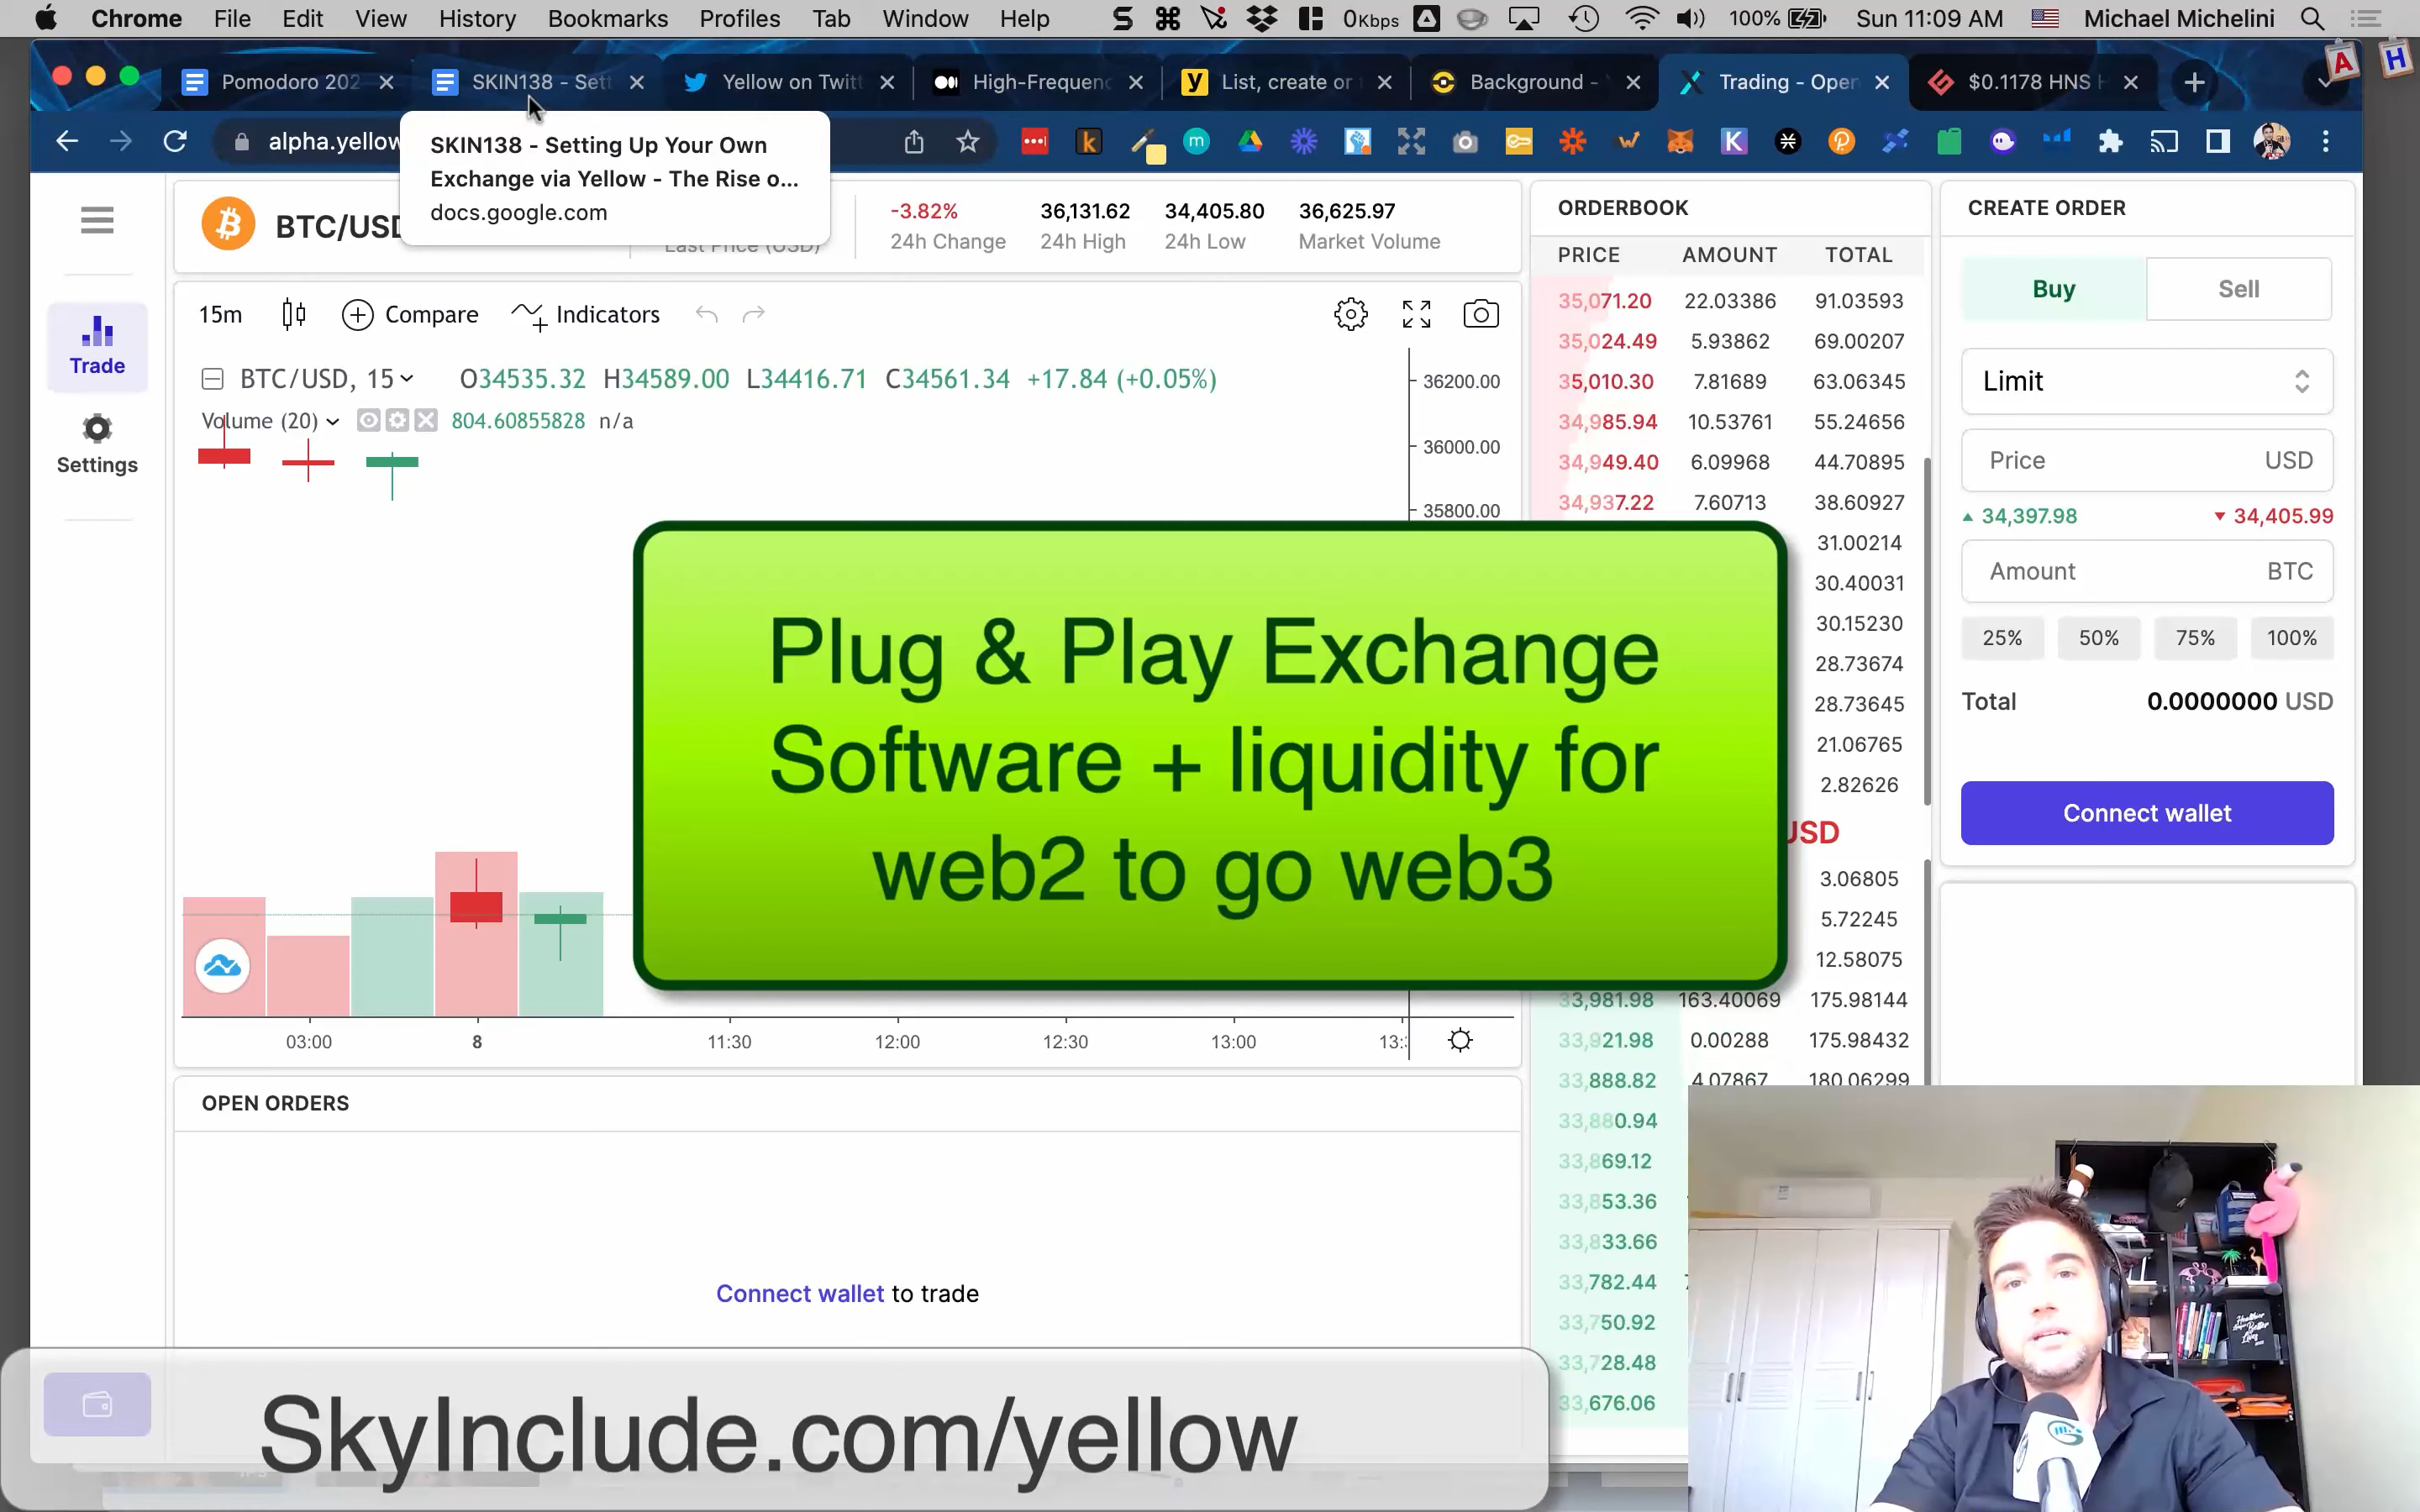 Chrome File Edit View History Bookmarks Profiles Tab Window Help 0Kbps 100% Sun 11:09 AM Michael Michelini
Pomodoro 202 SKIN138 - Sett Yellow on Twitt High-Frequenc List, create or Background - Trading - Oper $0.1178 HNS
A H
alpha.yellow
SKIN138 - Setting Up Your Own
Exchange via Yellow - The Rise o...
docs.google.com
BTC/USD
Last Price (USD)
-3.82% 36,131.62 34,405.80 36,625.97
24h Change 24h High 24h Low Market Volume
Trade
Settings
15m Compare Indicators
BTC/USD, 15 O34535.32 H34589.00 L34416.71 C34561.34 +17.84 (+0.05%)
Volume (20) 804.60855828 n/a
36200.00
36000.00
35800.00
03:00 8 11:30 12:00 12:30 13:00 13:
OPEN ORDERS
Connect wallet to trade
ORDERBOOK
PRICE AMOUNT TOTAL
35,071.20 22.03386 91.03593
35,024.49 5.93862 69.00207
35,010.30 7.81689 63.06345
34,985.94 10.53761 55.24656
34,949.40 6.09968 44.70895
34,937.22 7.60713 38.60927
31.00214
30.40031
30.15230
28.73674
28.73645
21.06765
2.82626
USD
3.06805
5.72245
12.58075
33,981.98 163.40069 175.98144
33,921.98 0.00288 175.98432
33,888.82 4.07867 180.06299
33,880.94
33,869.12
33,853.36
33,833.66
33,782.44
33,750.92
33,728.48
33,676.06
CREATE ORDER
Buy Sell
Limit
Price USD
34,397.98 34,405.99
Amount BTC
25% 50% 75% 100%
Total 0.0000000 USD
Connect wallet
Plug & Play Exchange
Software + liquidity for
web2 to go web3
SkyInclude.com/yellow